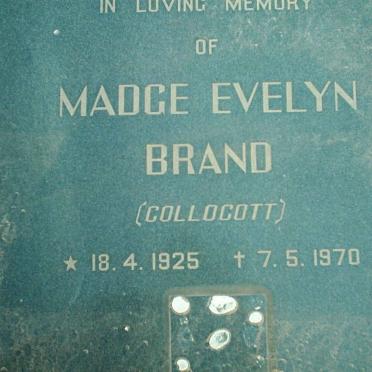 IN LOVING MEMORY
OF
MADGE EVELYN
BRAND
(COLLOCOTT)
★ 18. 4. 1925 † 7. 5. 1970